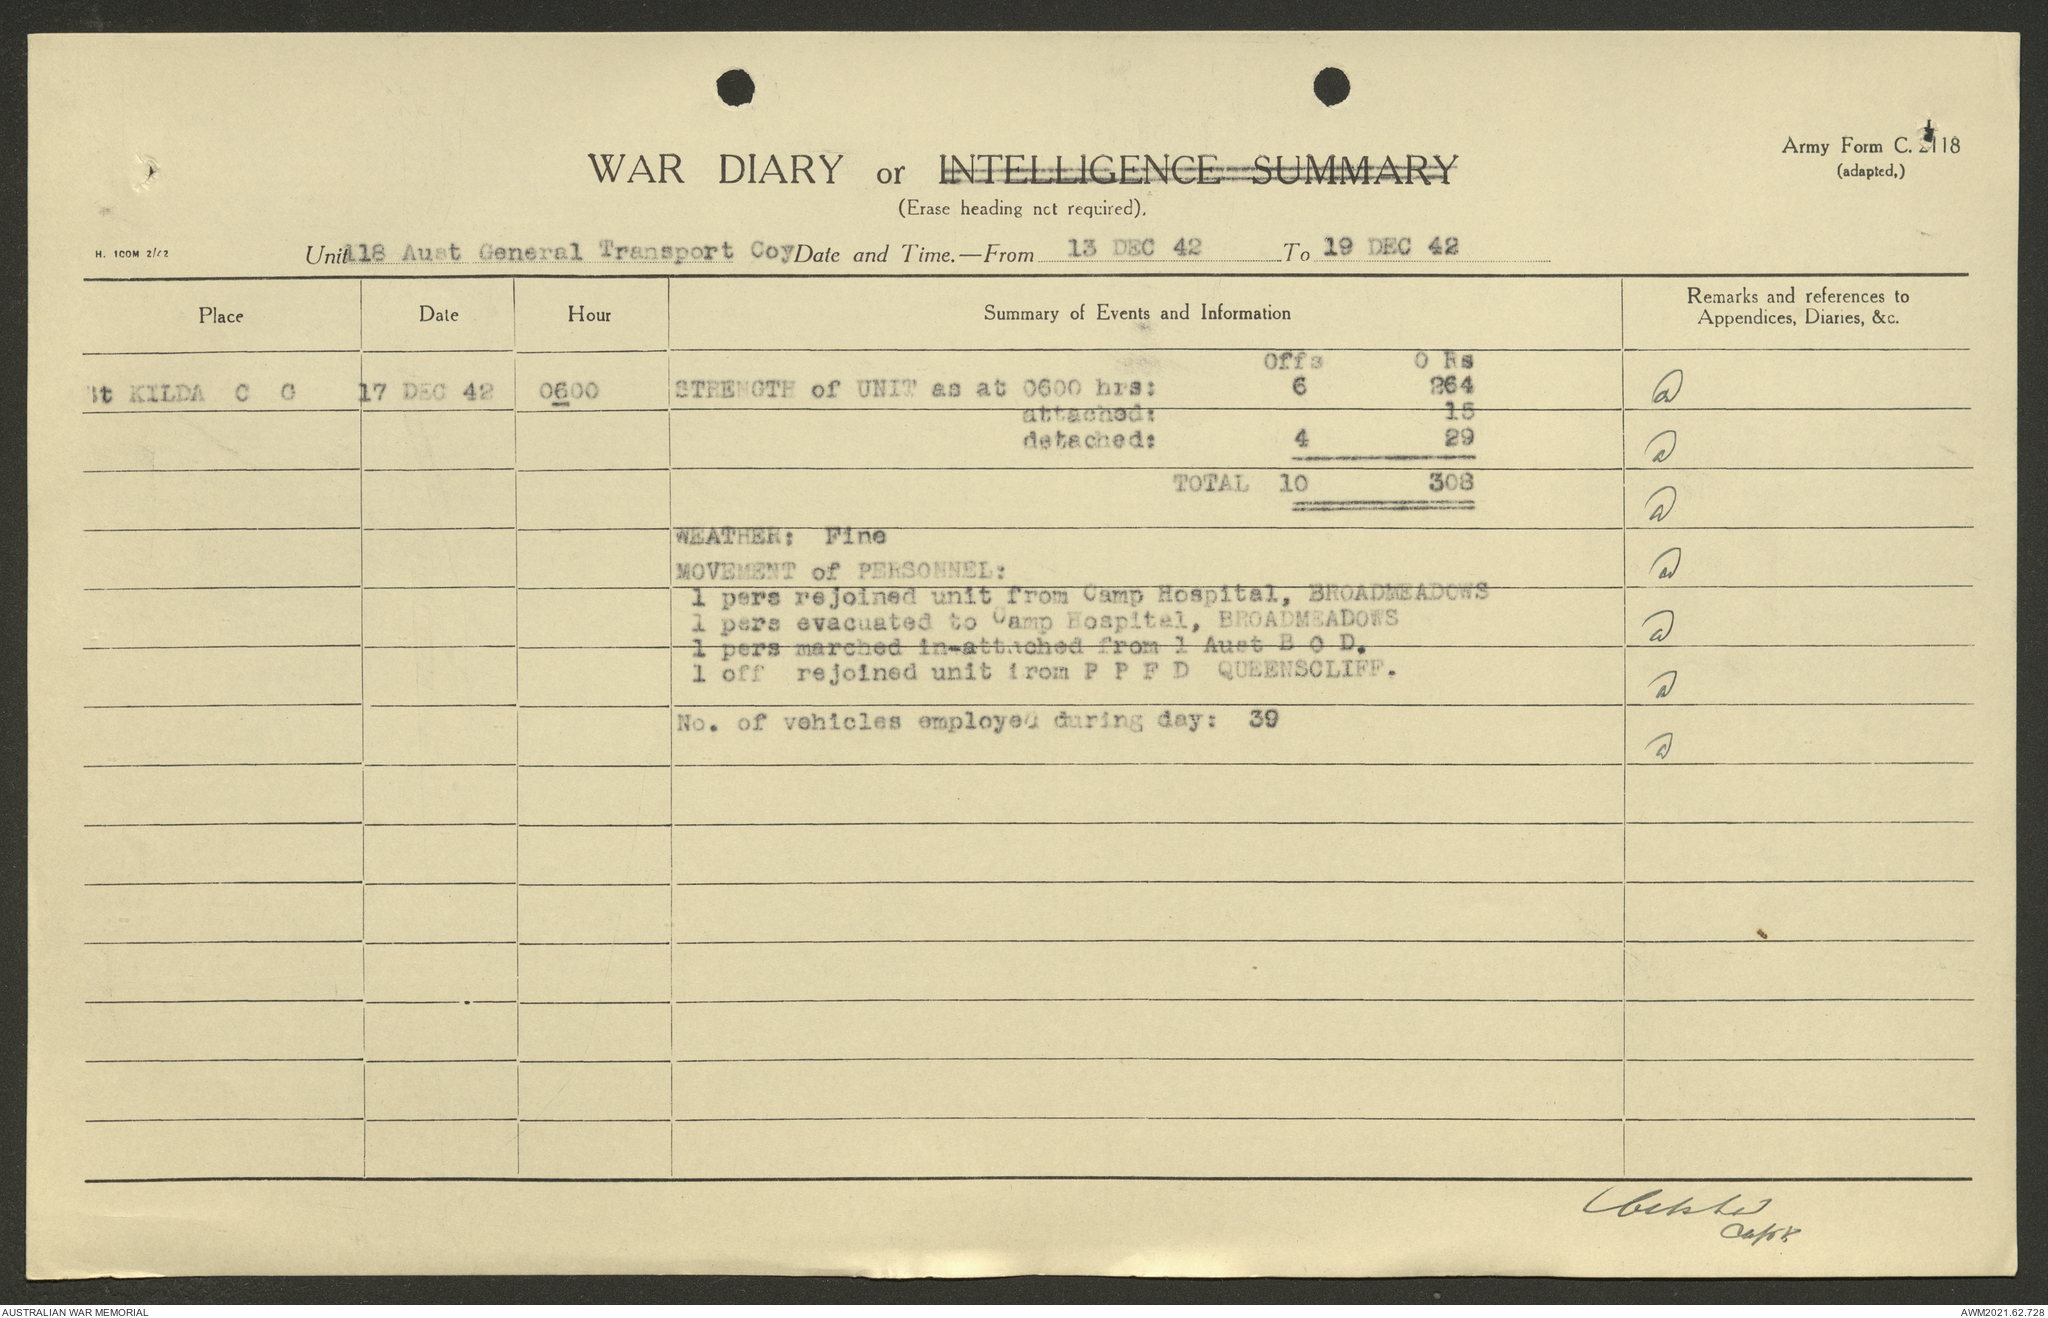 Army Form C. 2118
(adapted,)
WAR DIARY or INTELLIGENCE SUMMARY
(Erase heading not required).
H. 100M 2/42
Unit 118 Aust General Transport Coy Date and Time.—From 13 DEC 42 To 19 DEC 42
Place Date Hour Summary of Events and Information Remarks and references to
Appendices, Diaries, &c.
Offs O Rs
St KILDA C G 17 DEC 42 0600 STRENGTH of UNIT as at 0600 hrs: 6 264
attached: 15
detached: 4 29
TOTAL 10 308
WEATHER: Fine
MOVEMENT of PERSONNEL:
1 pers rejoined unit from Camp Hospital, BROADMEADOWS
1 pers evacuated to Camp Hospital, BROADMEADOWS
1 pers marched in-attached from 1 Aust B O D.
1 off rejoined unit from P P F D QUEENSCLIFF.
No. of vehicles employed during day: 39
Capt.
AUSTRALIAN WAR MEMORIAL
AWM2021.62.728